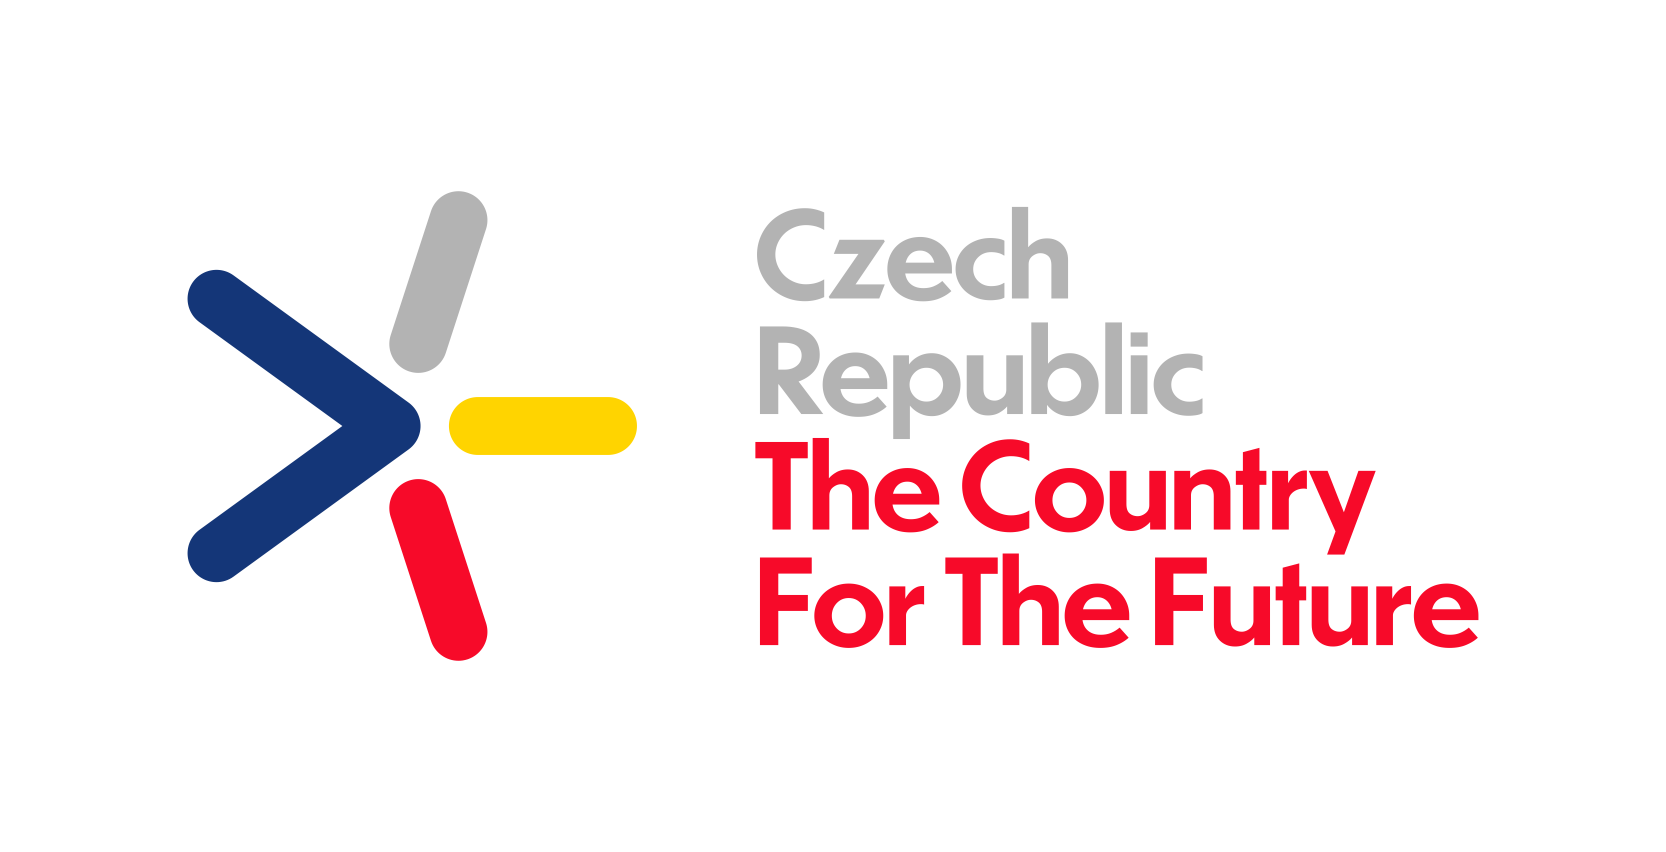 Czech
Republic
The Country
For The Future